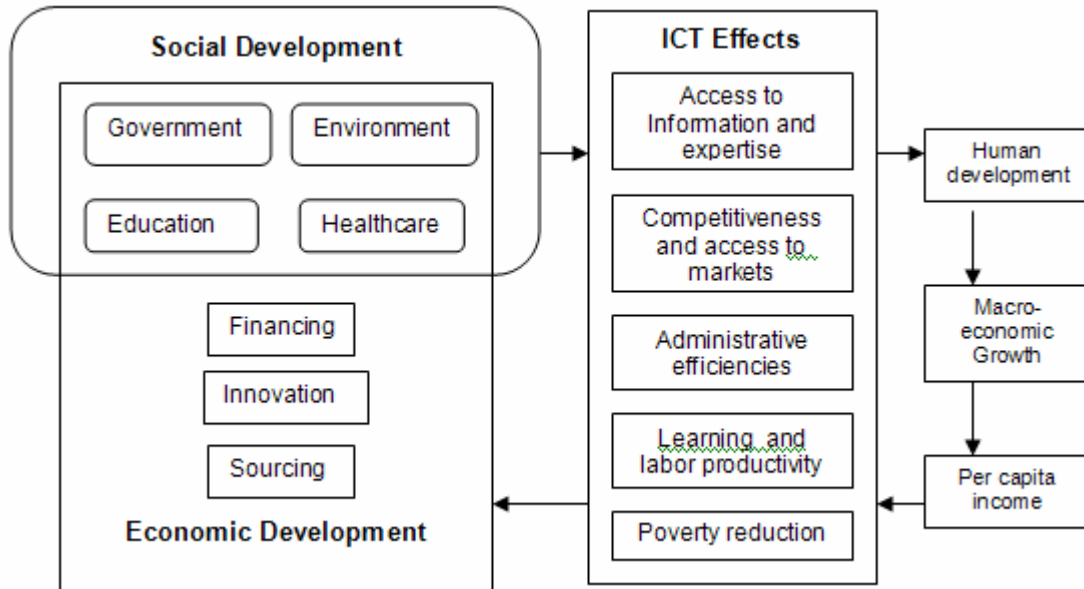 Social Development
Government
Environment
Education
Healthcare
Financing
Innovation
Sourcing
Economic Development
ICT Effects
Access to
Information and
expertise
Competitiveness
and access to
markets
Administrative
efficiencies
Learning and
labor productivity
Poverty reduction
Human
development
Macro-
economic
Growth
Per capita
income